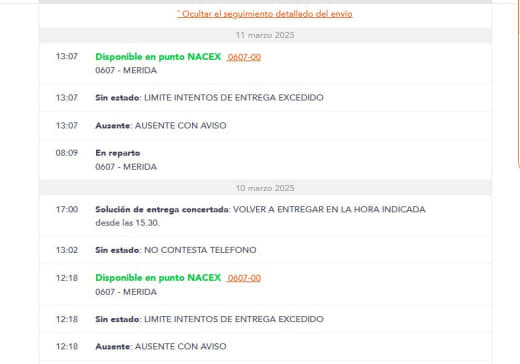 ˆ Ocultar el seguimiento detallado del envío
11 marzo 2025
13:07 Disponible en punto NACEX 0607-00
0607 - MERIDA
13:07 Sin estado: LIMITE INTENTOS DE ENTREGA EXCEDIDO
13:07 Ausente: AUSENTE CON AVISO
08:09 En reparto
0607 - MERIDA
10 marzo 2025
17:00 Solución de entrega concertada: VOLVER A ENTREGAR EN LA HORA INDICADA
desde las 15.30.
13:02 Sin estado: NO CONTESTA TELEFONO
12:18 Disponible en punto NACEX 0607-00
0607 - MERIDA
12:18 Sin estado: LIMITE INTENTOS DE ENTREGA EXCEDIDO
12:18 Ausente: AUSENTE CON AVISO